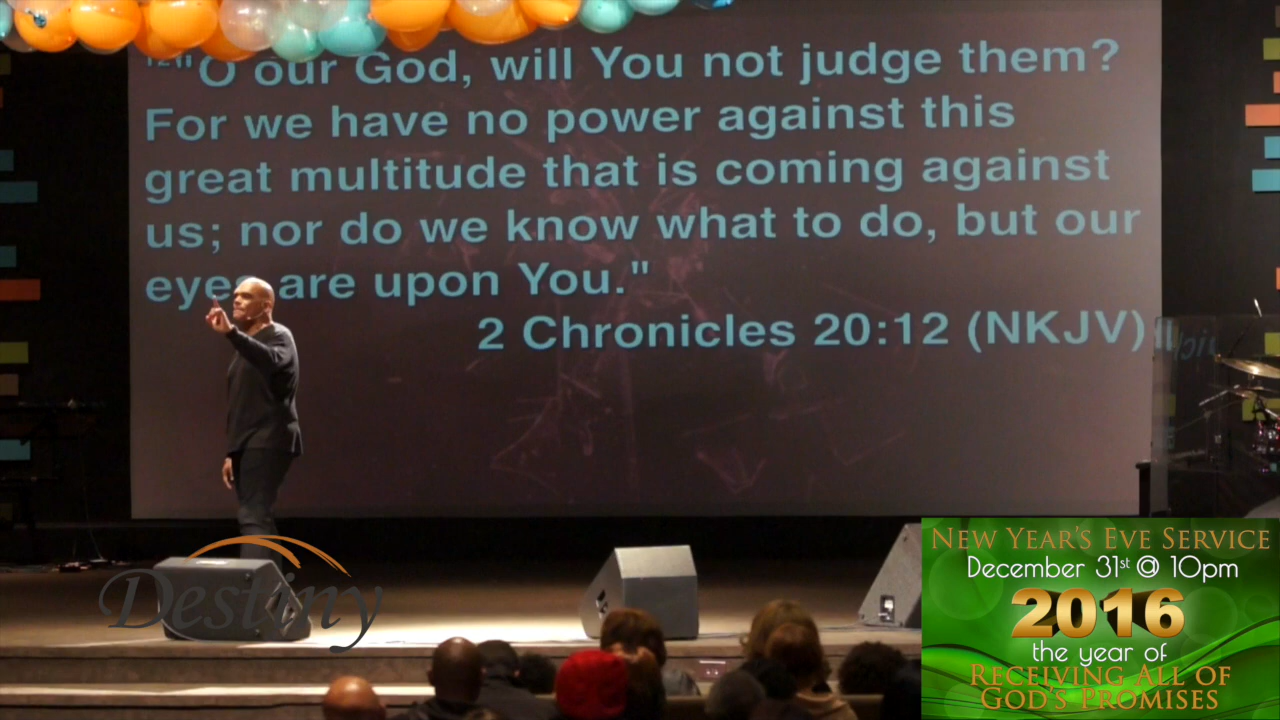 12"O our God, will You not judge them?
For we have no power against this
great multitude that is coming against
us; nor do we know what to do, but our
eyes are upon You."
2 Chronicles 20:12 (NKJV)
Destiny
New Year's Eve Service
December 31st @ 10pm
2016
the year of
Receiving All of
God's Promises